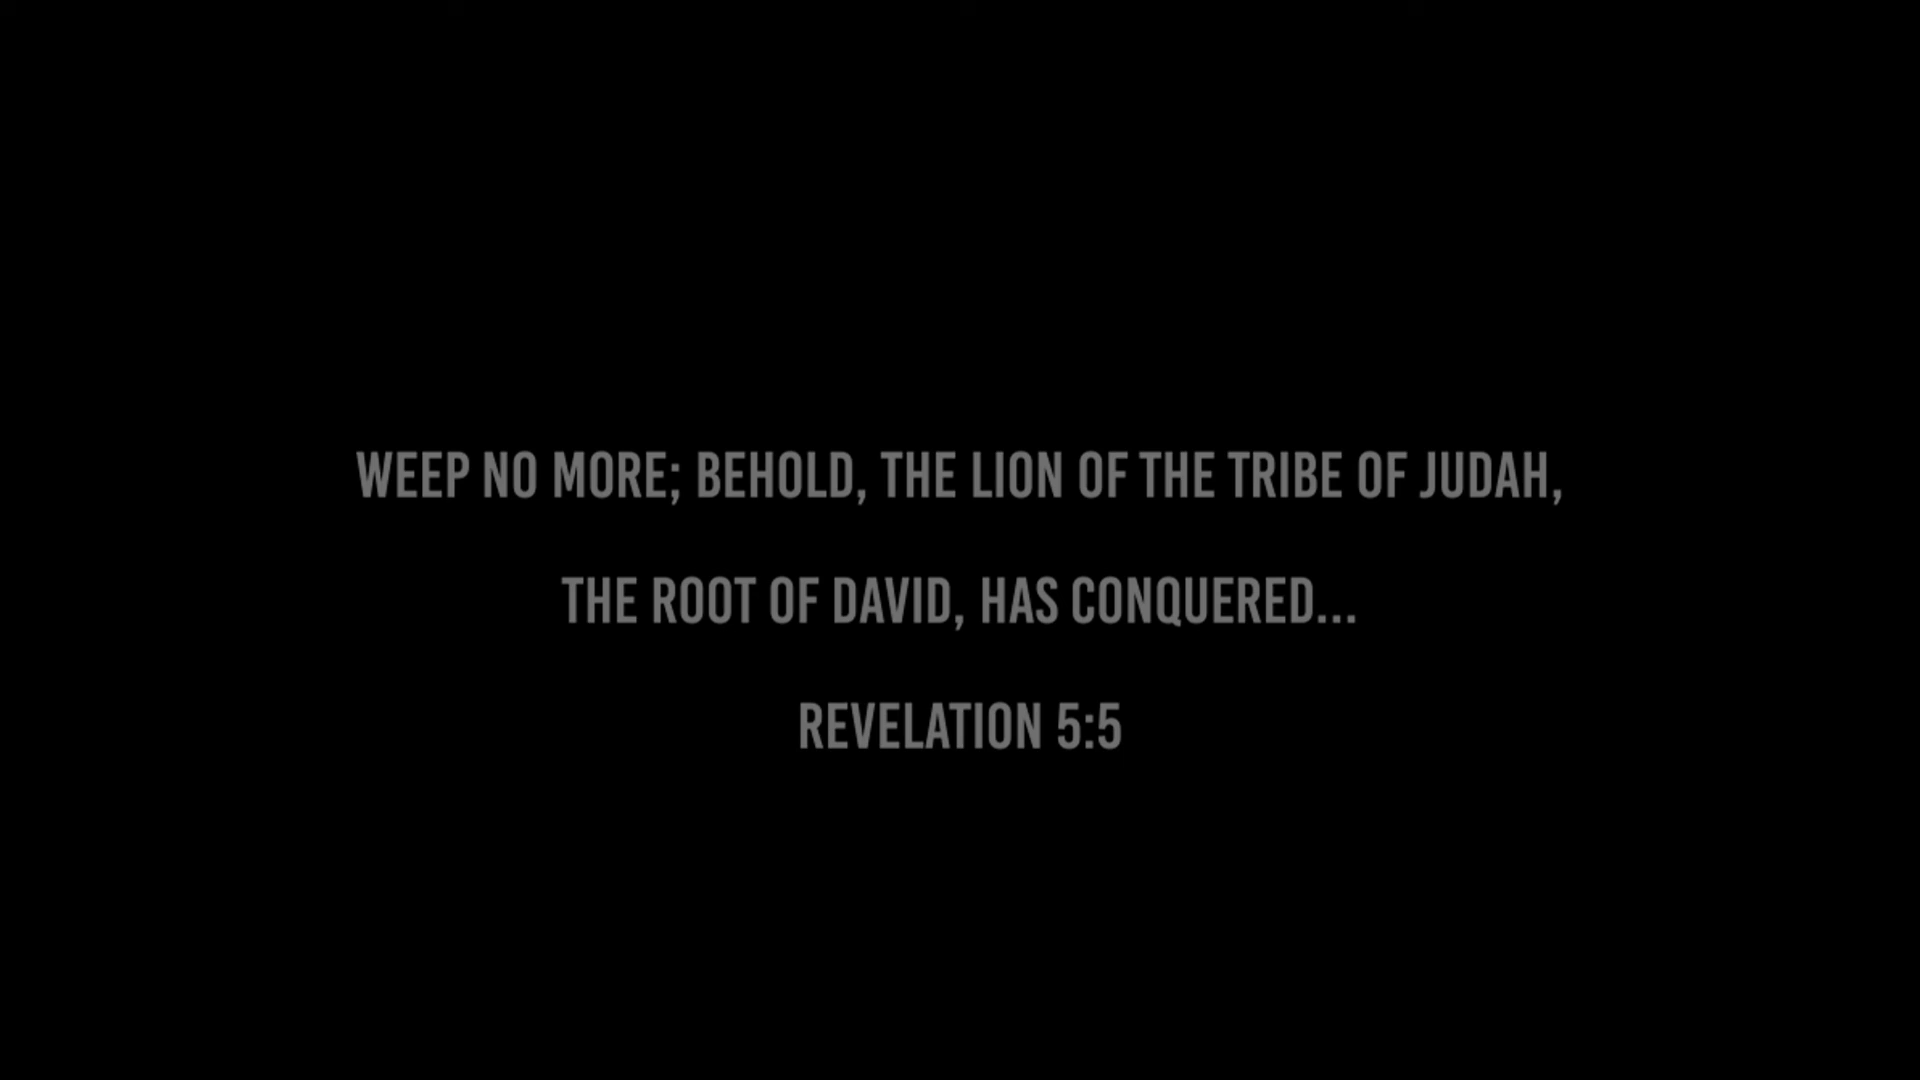 WEEP NO MORE; BEHOLD, THE LION OF THE TRIBE OF JUDAH,
THE ROOT OF DAVID, HAS CONQUERED...
REVELATION 5:5